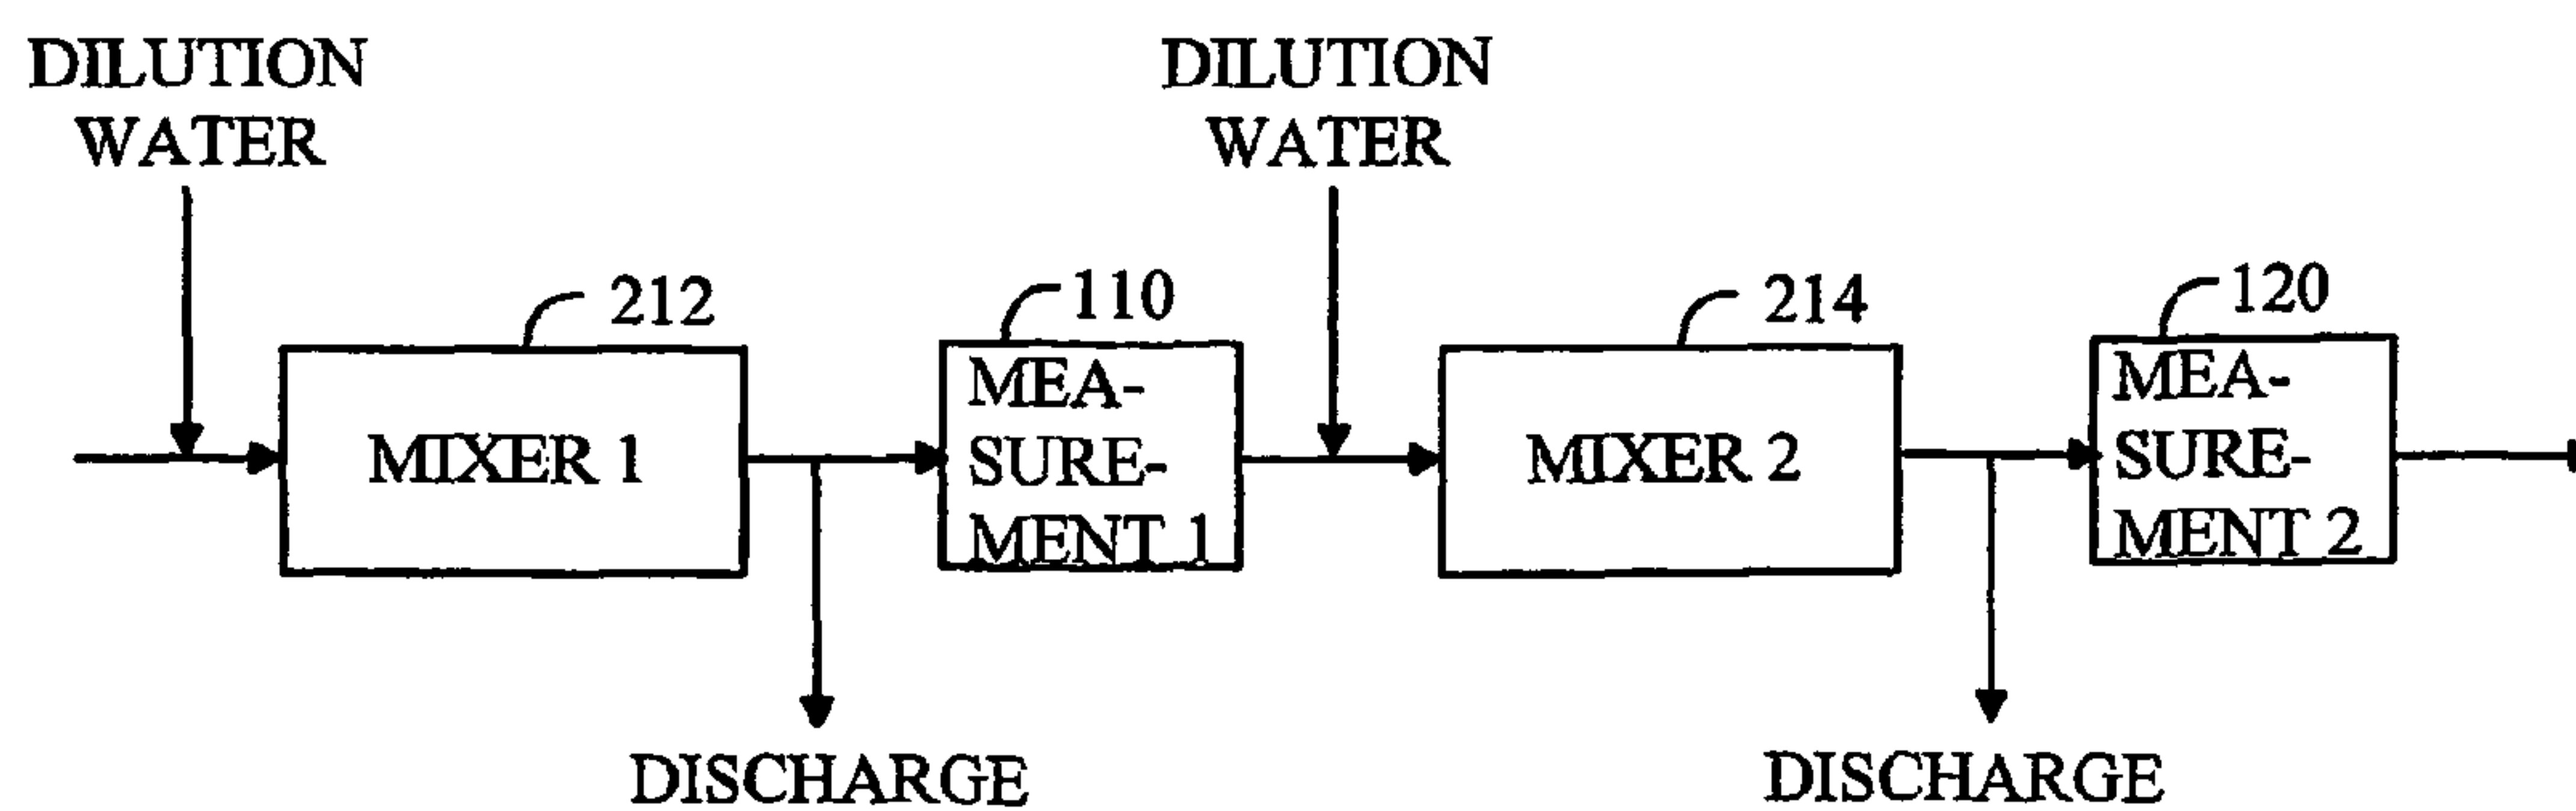 DILUTION
WATER
DILUTION
WATER
212
110
214
120
MIXER 1
MEA-
SURE-
MENT 1
MIXER 2
MEA-
SURE-
MENT 2
DISCHARGE
DISCHARGE